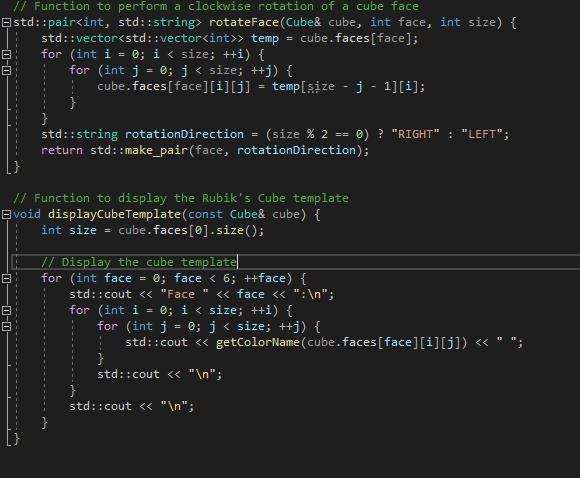 // Function to perform a clockwise rotation of a cube face
std::pair<int, std::string> rotateFace(Cube& cube, int face, int size) {
    std::vector<std::vector<int>> temp = cube.faces[face];
    for (int i = 0; i < size; ++i) {
        for (int j = 0; j < size; ++j) {
            cube.faces[face][i][j] = temp[size - j - 1][i];
        }
    }
    std::string rotationDirection = (size % 2 == 0) ? "RIGHT" : "LEFT";
    return std::make_pair(face, rotationDirection);
}
// Function to display the Rubik's Cube template
void displayCubeTemplate(const Cube& cube) {
    int size = cube.faces[0].size();
    // Display the cube template
    for (int face = 0; face < 6; ++face) {
        std::cout << "Face " << face << ":\n";
        for (int i = 0; i < size; ++i) {
            for (int j = 0; j < size; ++j) {
                std::cout << getColorName(cube.faces[face][i][j]) << " ";
            }
            std::cout << "\n";
        }
        std::cout << "\n";
    }
}